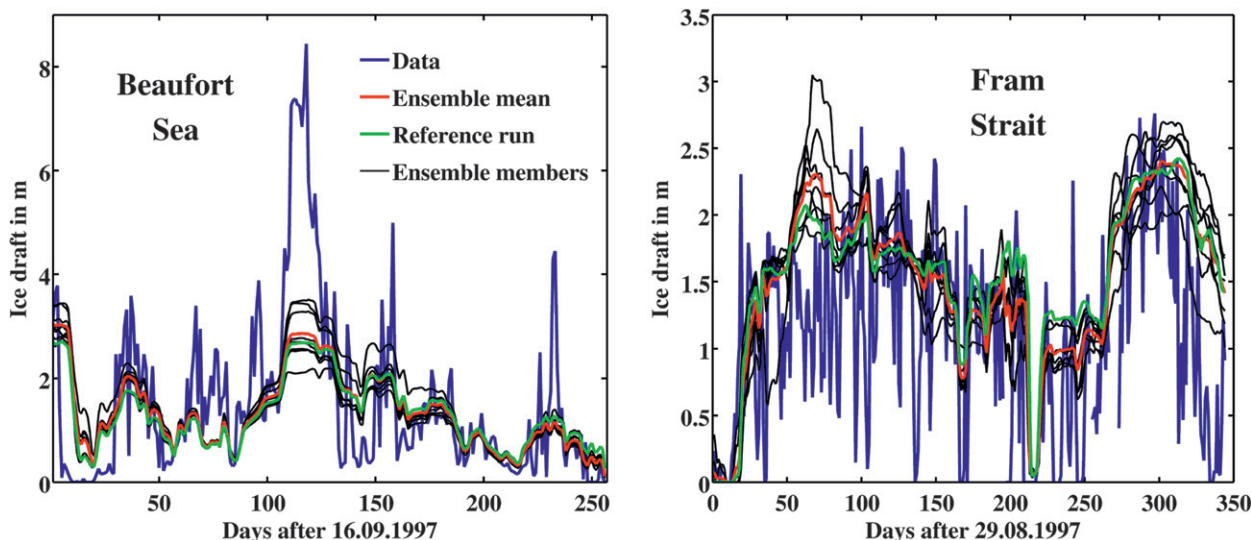 Beaufort
Sea
Data
Ensemble mean
Reference run
Ensemble members
Ice draft in m
0
2
4
6
8
50
100
150
200
250
Days after 16.09.1997
Fram
Strait
Ice draft in m
0
0.5
1
1.5
2
2.5
3
3.5
0
50
100
150
200
250
300
350
Days after 29.08.1997